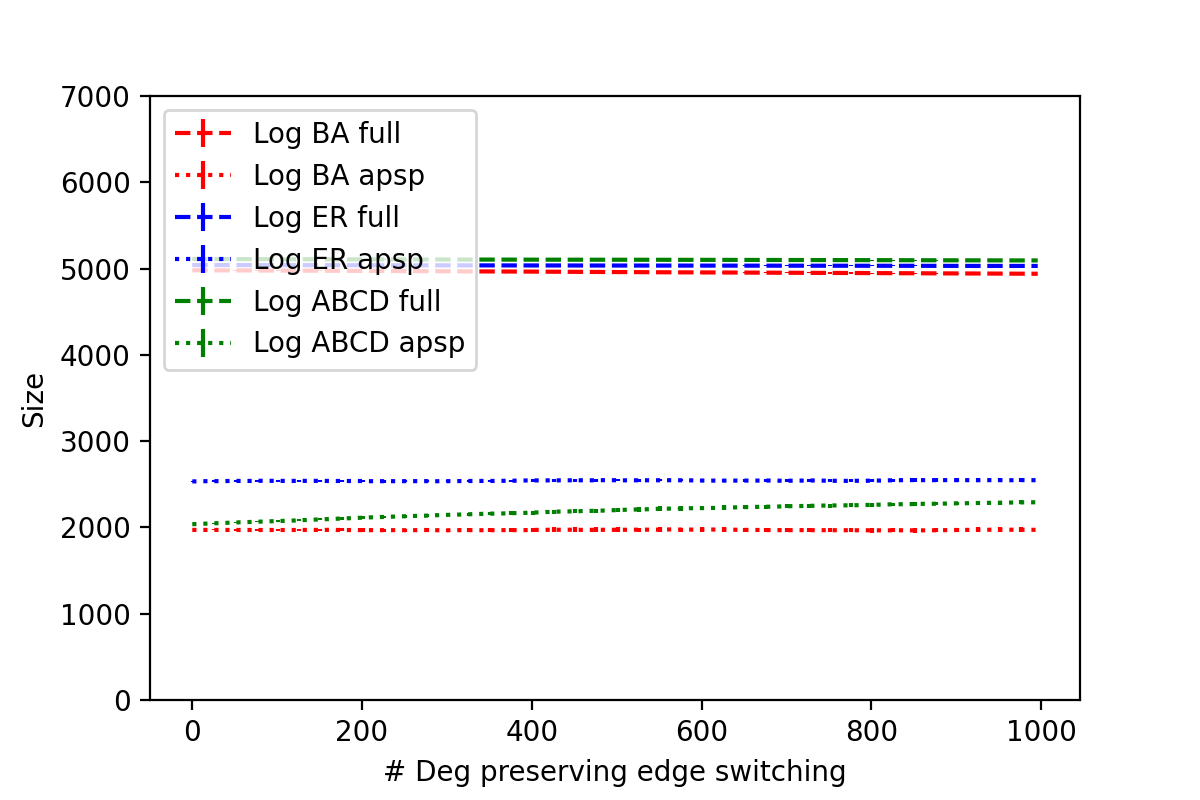 7000
6000
5000
4000
3000
2000
1000
0
Size
Log BA full
Log BA apsp
Log ER full
Log ER apsp
Log ABCD full
Log ABCD apsp
0 200 400 600 800 1000
# Deg preserving edge switching